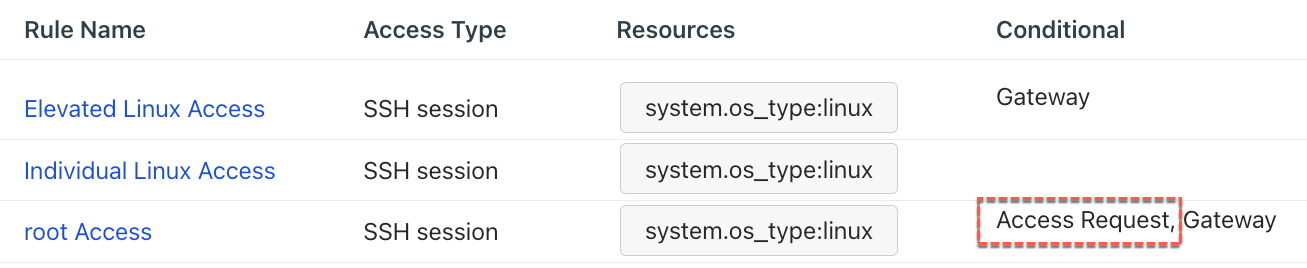 Rule Name Access Type Resources Conditional
Elevated Linux Access SSH session system.os_type:linux Gateway
Individual Linux Access SSH session system.os_type:linux
root Access SSH session system.os_type:linux Access Request, Gateway